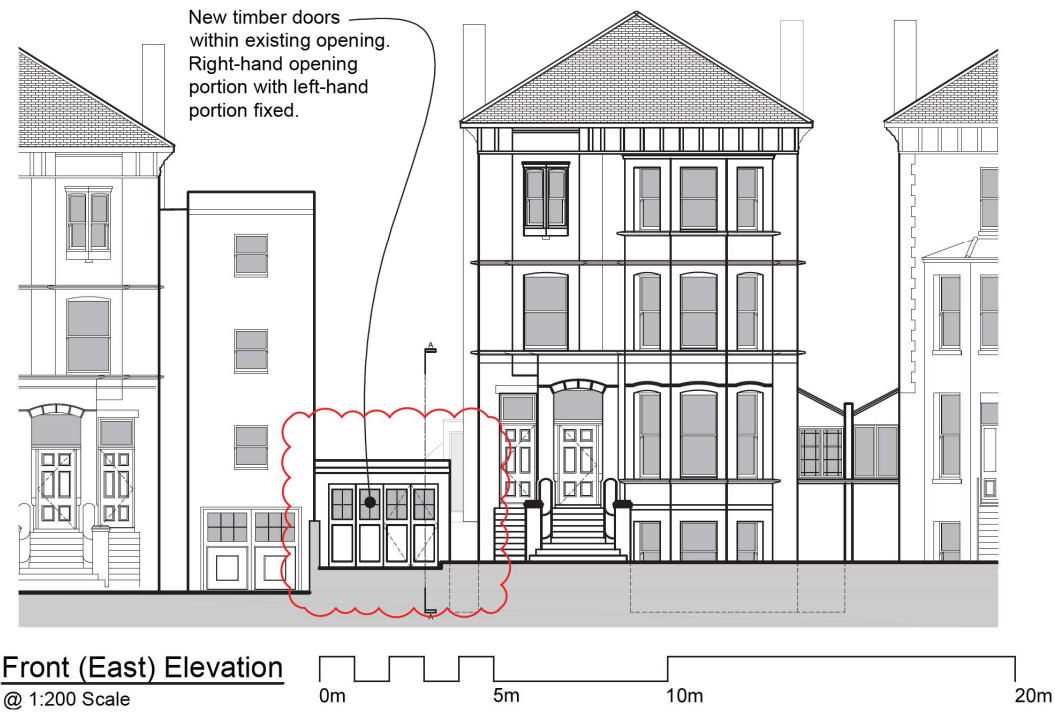 New timber doors
within existing opening.
Right-hand opening
portion with left-hand
portion fixed.
A
A
Front (East) Elevation
@ 1:200 Scale
0m
5m
10m
20m